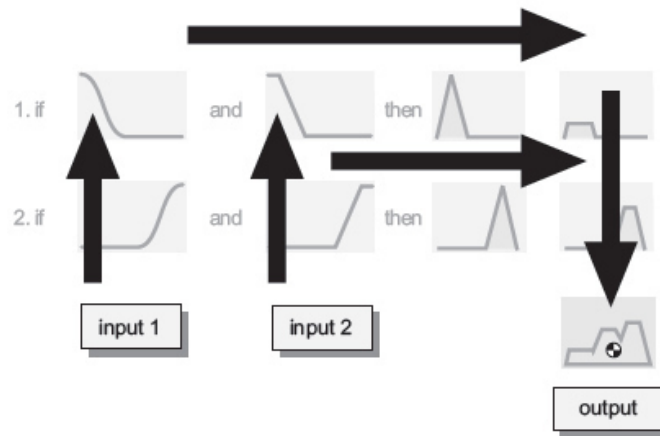 1. if and then
2. if and then
input 1 input 2
output